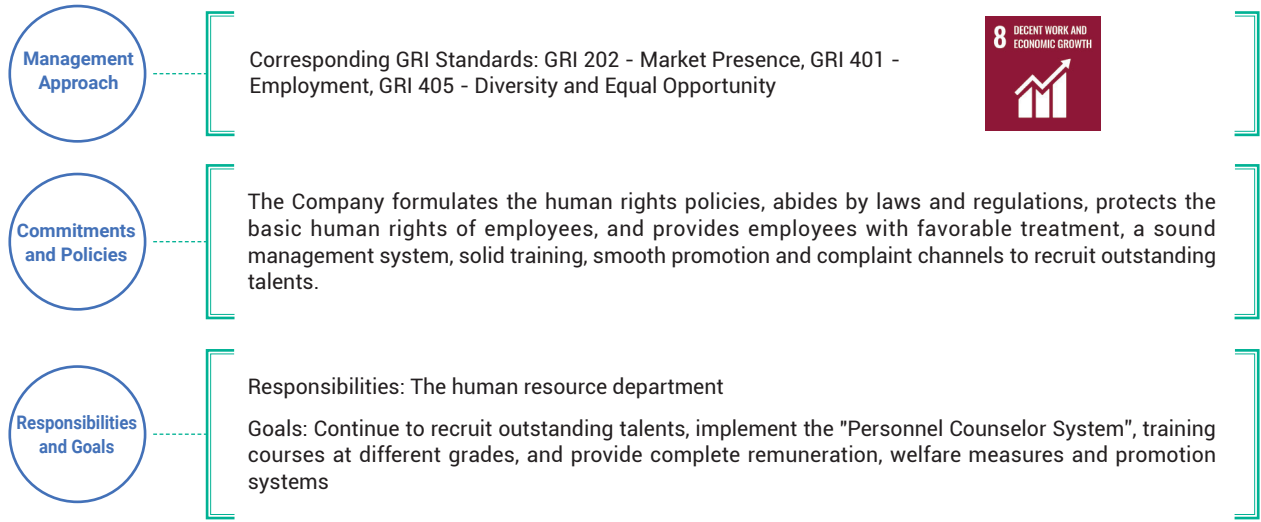 Management
Approach
Corresponding GRI Standards: GRI 202 - Market Presence, GRI 401 -
Employment, GRI 405 - Diversity and Equal Opportunity
8 DECENT WORK AND
ECONOMIC GROWTH
Commitments
and Policies
The Company formulates the human rights policies, abides by laws and regulations, protects the
basic human rights of employees, and provides employees with favorable treatment, a sound
management system, solid training, smooth promotion and complaint channels to recruit outstanding
talents.
Responsibilities
and Goals
Responsibilities: The human resource department
Goals: Continue to recruit outstanding talents, implement the "Personnel Counselor System", training
courses at different grades, and provide complete remuneration, welfare measures and promotion
systems